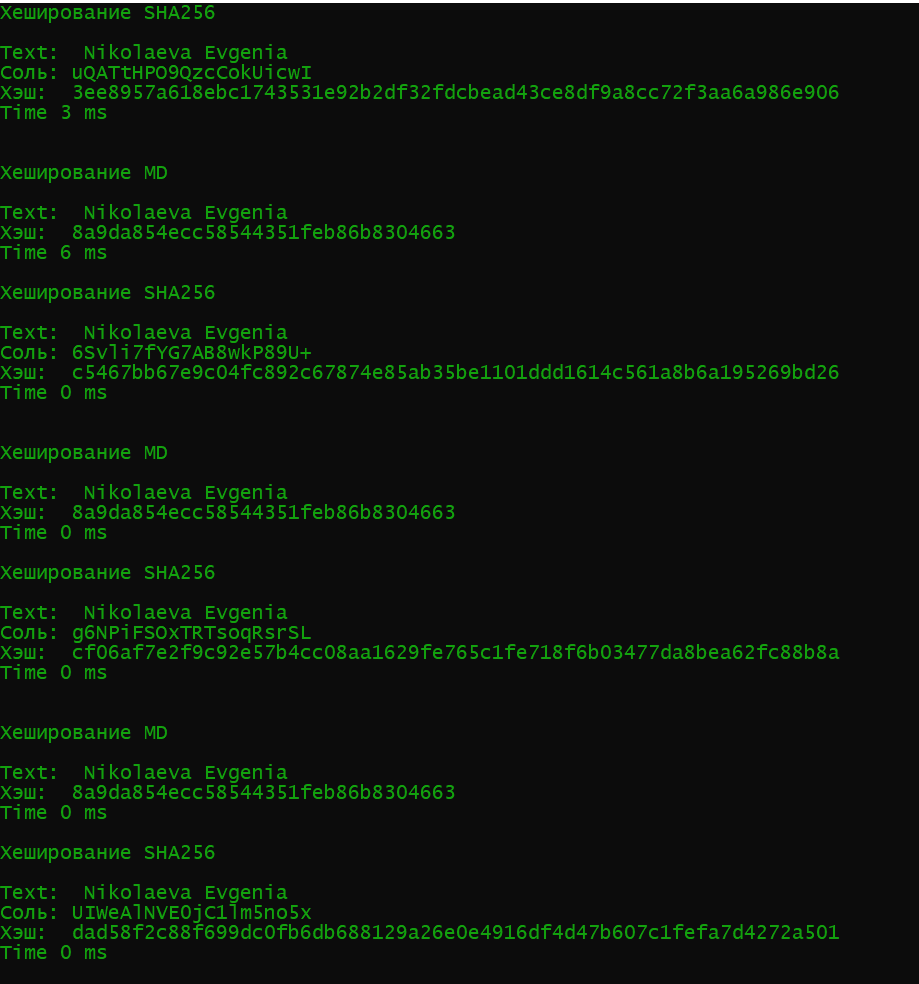 Хеширование SHA256
Text:  Nikolaeva Evgenia
Соль: uQATtHPO9QzcCokUicwI
Хэш:  3ee8957a618ebc1743531e92b2df32fdcbead43ce8df9a8cc72f3aa6a986e906
Time 3 ms
Хеширование MD
Text:  Nikolaeva Evgenia
Хэш:  8a9da854ecc58544351feb86b8304663
Time 6 ms
Хеширование SHA256
Text:  Nikolaeva Evgenia
Соль: 6Svli7fYG7AB8wkP89U+
Хэш:  c5467bb67e9c04fc892c67874e85ab35be1101ddd1614c561a8b6a195269bd26
Time 0 ms
Хеширование MD
Text:  Nikolaeva Evgenia
Хэш:  8a9da854ecc58544351feb86b8304663
Time 0 ms
Хеширование SHA256
Text:  Nikolaeva Evgenia
Соль: g6NPiFSOxTRTsoqRsrSL
Хэш:  cf06af7e2f9c92e57b4cc08aa1629fe765c1fe718f6b03477da8bea62fc88b8a
Time 0 ms
Хеширование MD
Text:  Nikolaeva Evgenia
Хэш:  8a9da854ecc58544351feb86b8304663
Time 0 ms
Хеширование SHA256
Text:  Nikolaeva Evgenia
Соль: UIWeAlNVE0jC1lm5no5x
Хэш:  dad58f2c88f699dc0fb6db688129a26e0e4916df4d47b607c1fefa7d4272a501
Time 0 ms